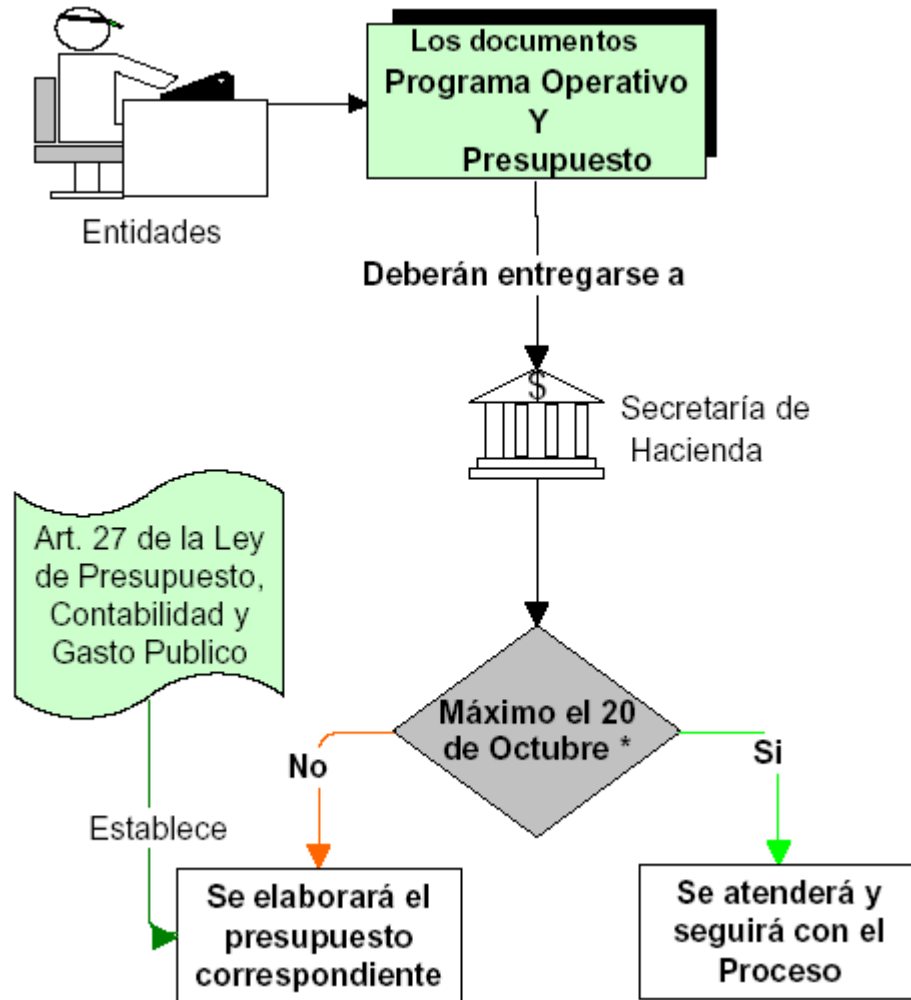 Los documentos
Programa Operativo
Y
Presupuesto
Entidades
Deberán entregarse a
$
Secretaría de
Hacienda
Art. 27 de la Ley
de Presupuesto,
Contabilidad y
Gasto Publico
Máximo el 20
de Octubre *
No
Si
Establece
Se elaborará el
presupuesto
correspondiente
Se atenderá y
seguirá con el
Proceso